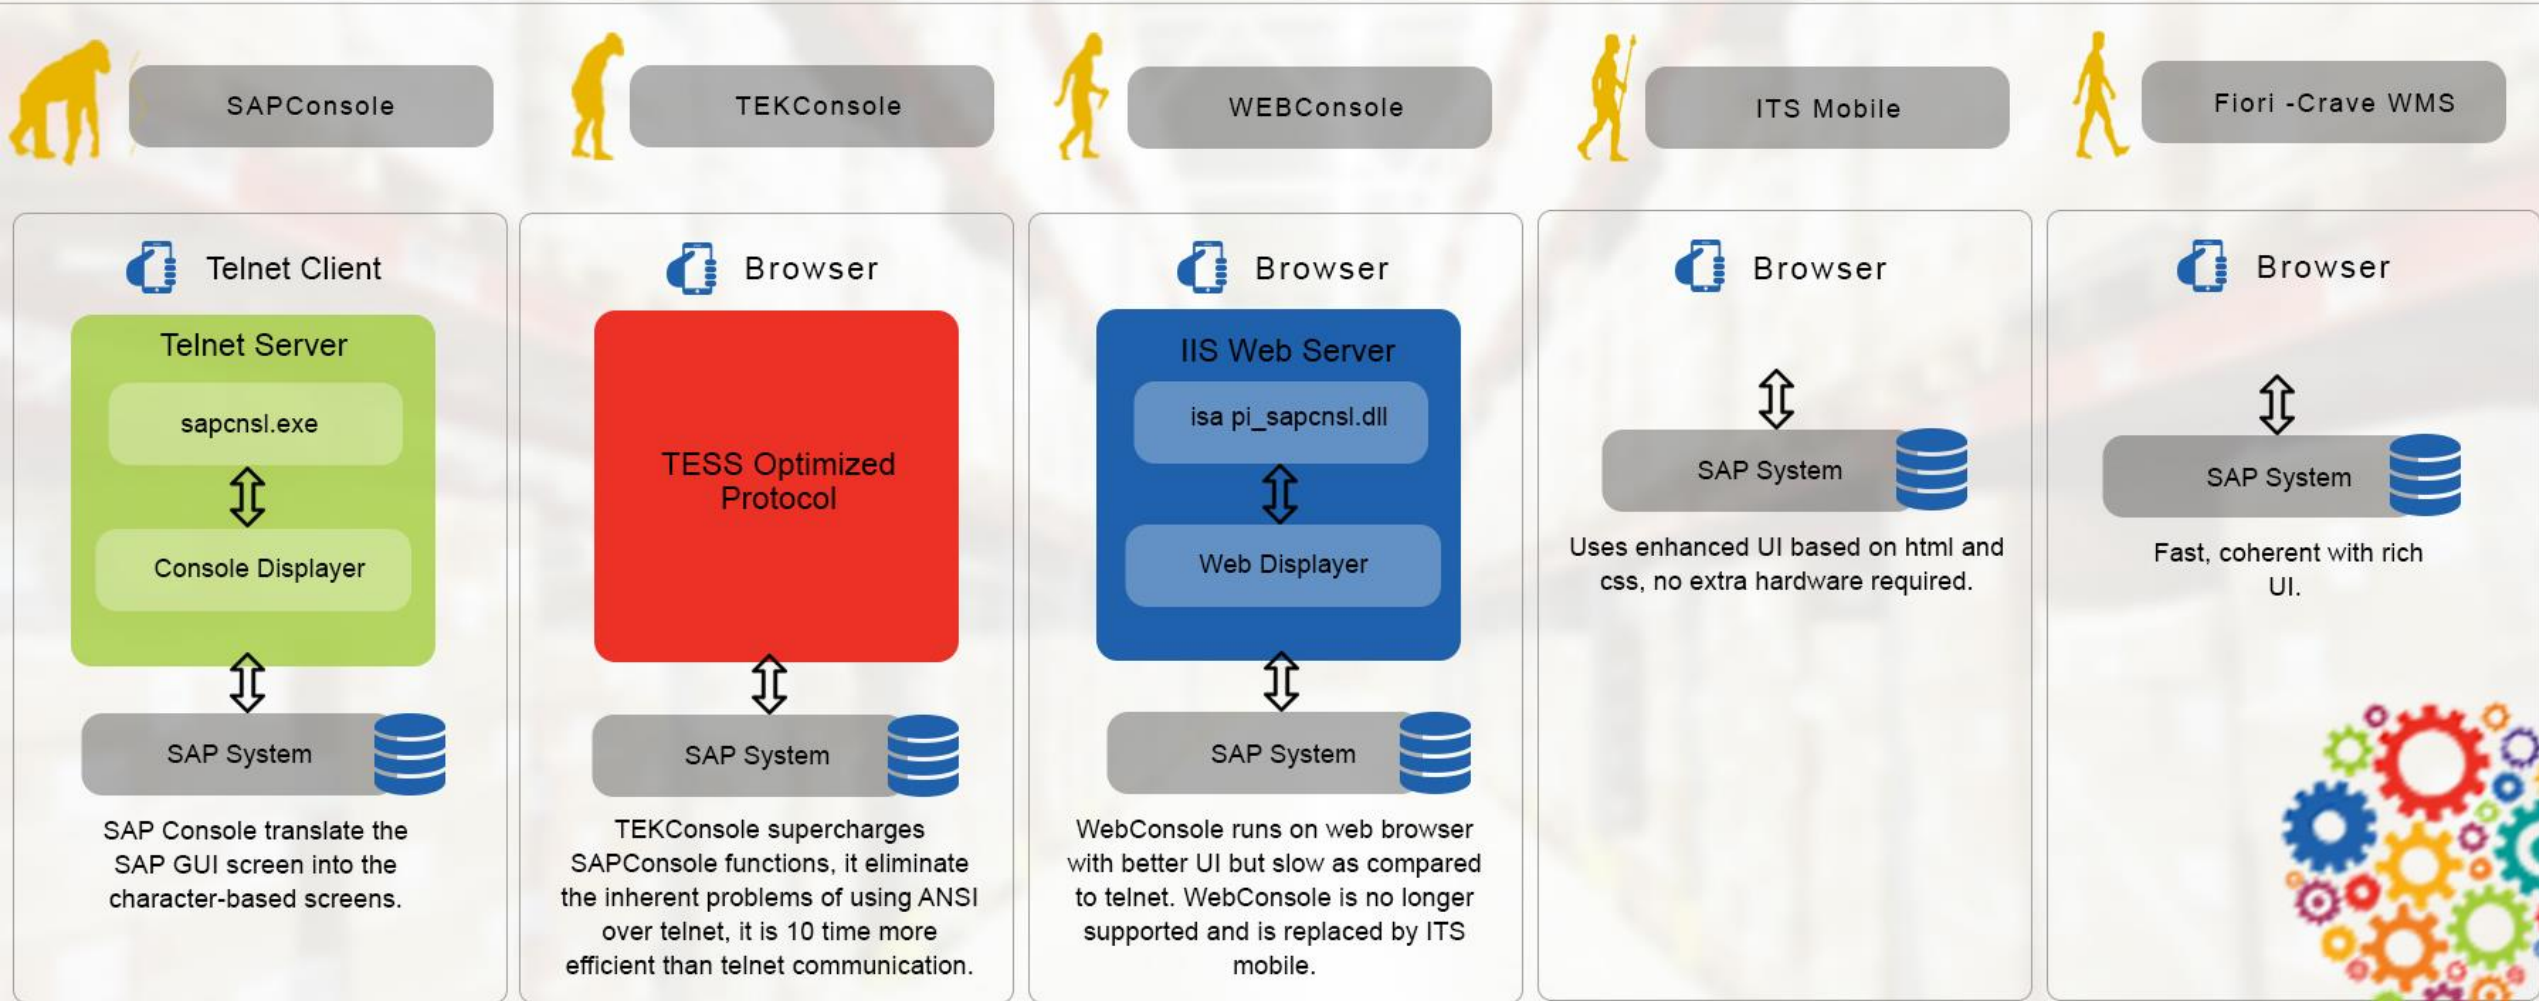 SAPConsole
TEKConsole
WEBConsole
ITS Mobile
Fiori -Crave WMS
Telnet Client
Telnet Server
sapcnsl.exe
Console Displayer
SAP System
SAP Console translate the
SAP GUI screen into the
character-based screens.
Browser
TESS Optimized
Protocol
SAP System
TEKConsole supercharges
SAPConsole functions, it eliminate
the inherent problems of using ANSI
over telnet, it is 10 time more
efficient than telnet communication.
Browser
IIS Web Server
isa pi_sapcnsl.dll
Web Displayer
SAP System
WebConsole runs on web browser
with better UI but slow as compared
to telnet. WebConsole is no longer
supported and is replaced by ITS
mobile.
Browser
SAP System
Uses enhanced UI based on html and
css, no extra hardware required.
Browser
SAP System
Fast, coherent with rich
UI.